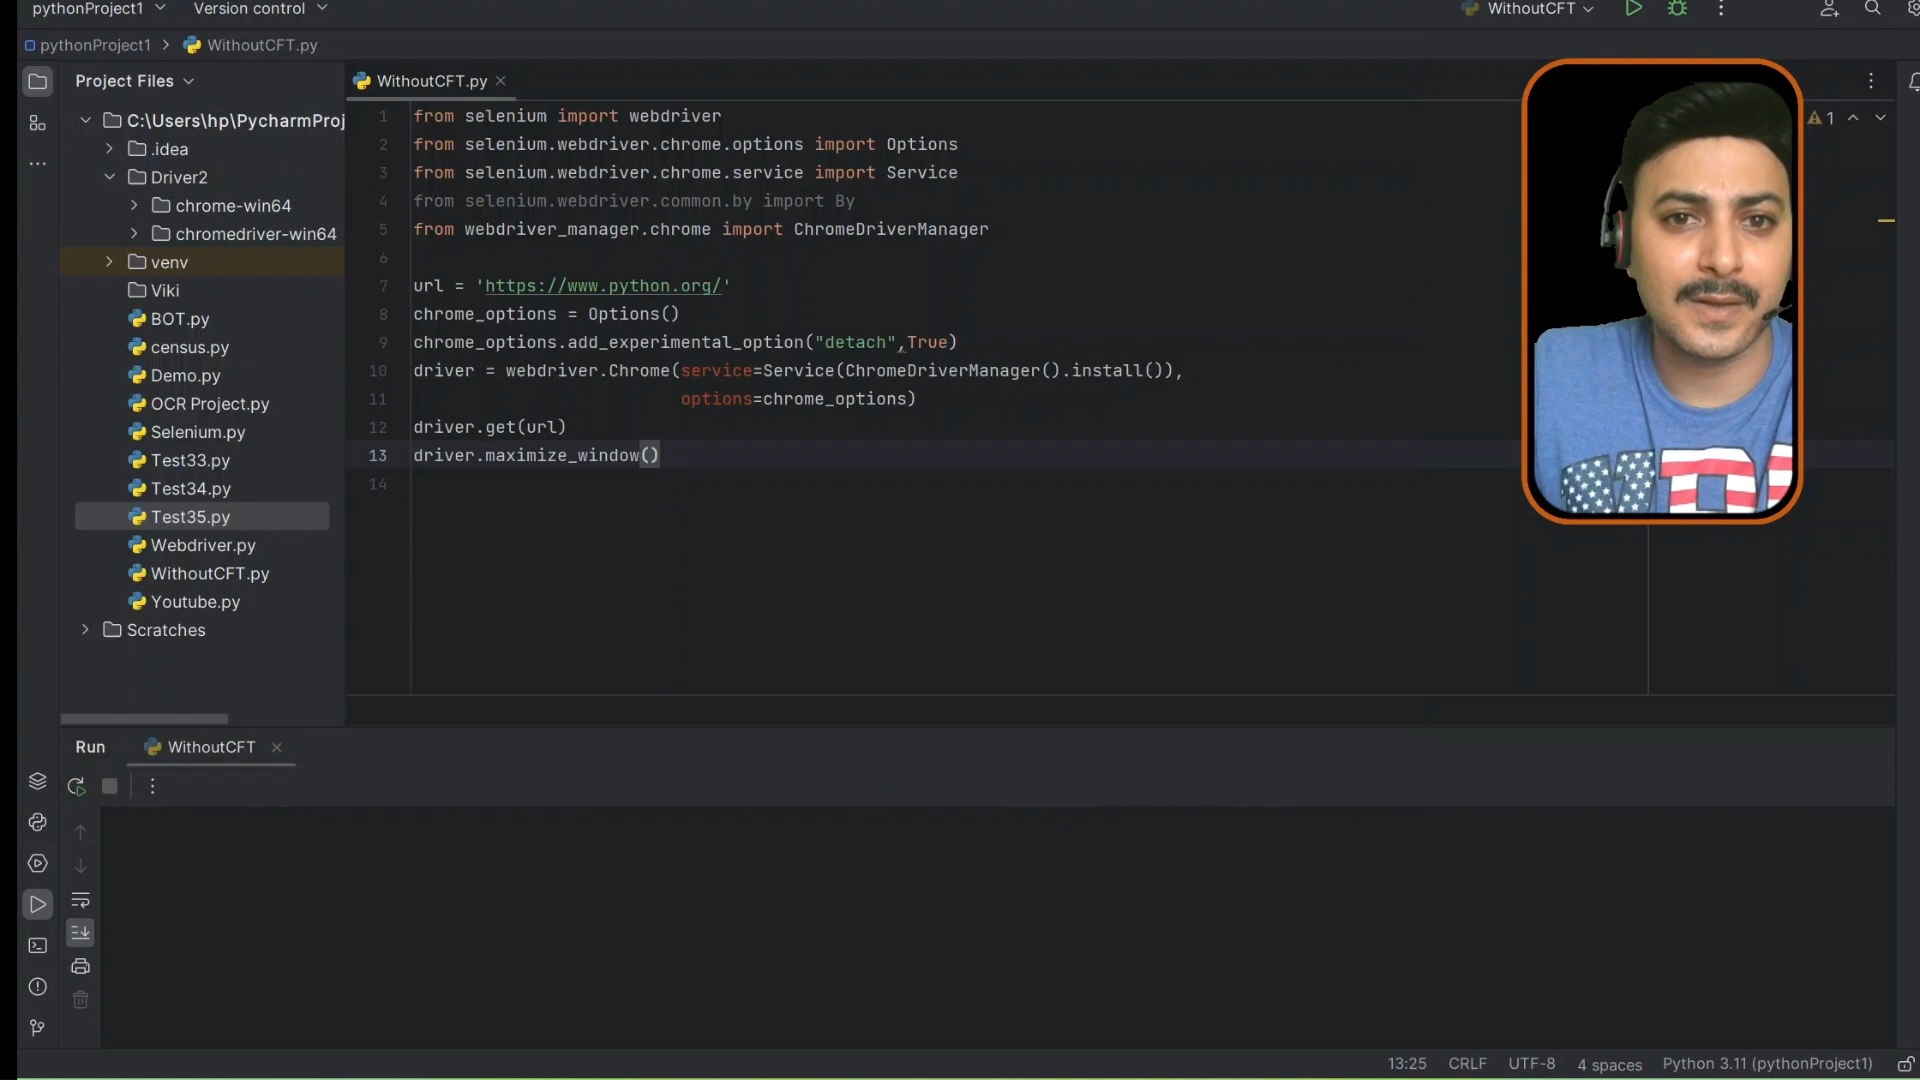 pythonProject1 Version control WithoutCFT
pythonProject1 WithoutCFT.py
Project Files
C:\Users\hp\PycharmProj
.idea
Driver2
chrome-win64
chromedriver-win64
venv
Viki
BOT.py
census.py
Demo.py
OCR Project.py
Selenium.py
Test33.py
Test34.py
Test35.py
Webdriver.py
WithoutCFT.py
Youtube.py
Scratches
WithoutCFT.py
1 from selenium import webdriver
2 from selenium.webdriver.chrome.options import Options
3 from selenium.webdriver.chrome.service import Service
4 from selenium.webdriver.common.by import By
5 from webdriver_manager.chrome import ChromeDriverManager
6
7 url = 'https://www.python.org/'
8 chrome_options = Options()
9 chrome_options.add_experimental_option("detach",True)
10 driver = webdriver.Chrome(service=Service(ChromeDriverManager().install()),
11 options=chrome_options)
12 driver.get(url)
13 driver.maximize_window()
14
1
Run WithoutCFT
13:25 CRLF UTF-8 4 spaces Python 3.11 (pythonProject1)